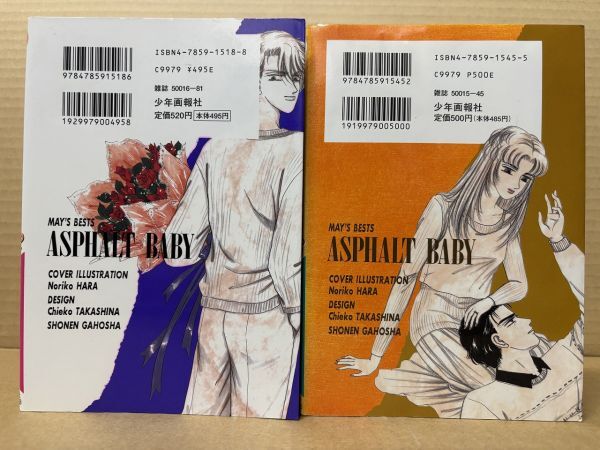 ISBN4-7859-1518-8
C9979 ¥495E
9784785915186
雑誌 50016-81
少年画報社
定価520円 本体495円
1929979004958
MAY'S BESTS
ASPHALT BABY
COVER ILLUSTRATION
Noriko HARA
DESIGN
Chieko TAKASHINA
SHONEN GAHOSHA
ISBN4-7859-1545-5
C9979 P500E
9784785915452
雑誌 50015-45
少年画報社
定価500円(本体485円)
1919979005000
MAY'S BESTS
ASPHALT BABY
COVER ILLUSTRATION
Noriko HARA
DESIGN
Chieko TAKASHINA
SHONEN GAHOSHA